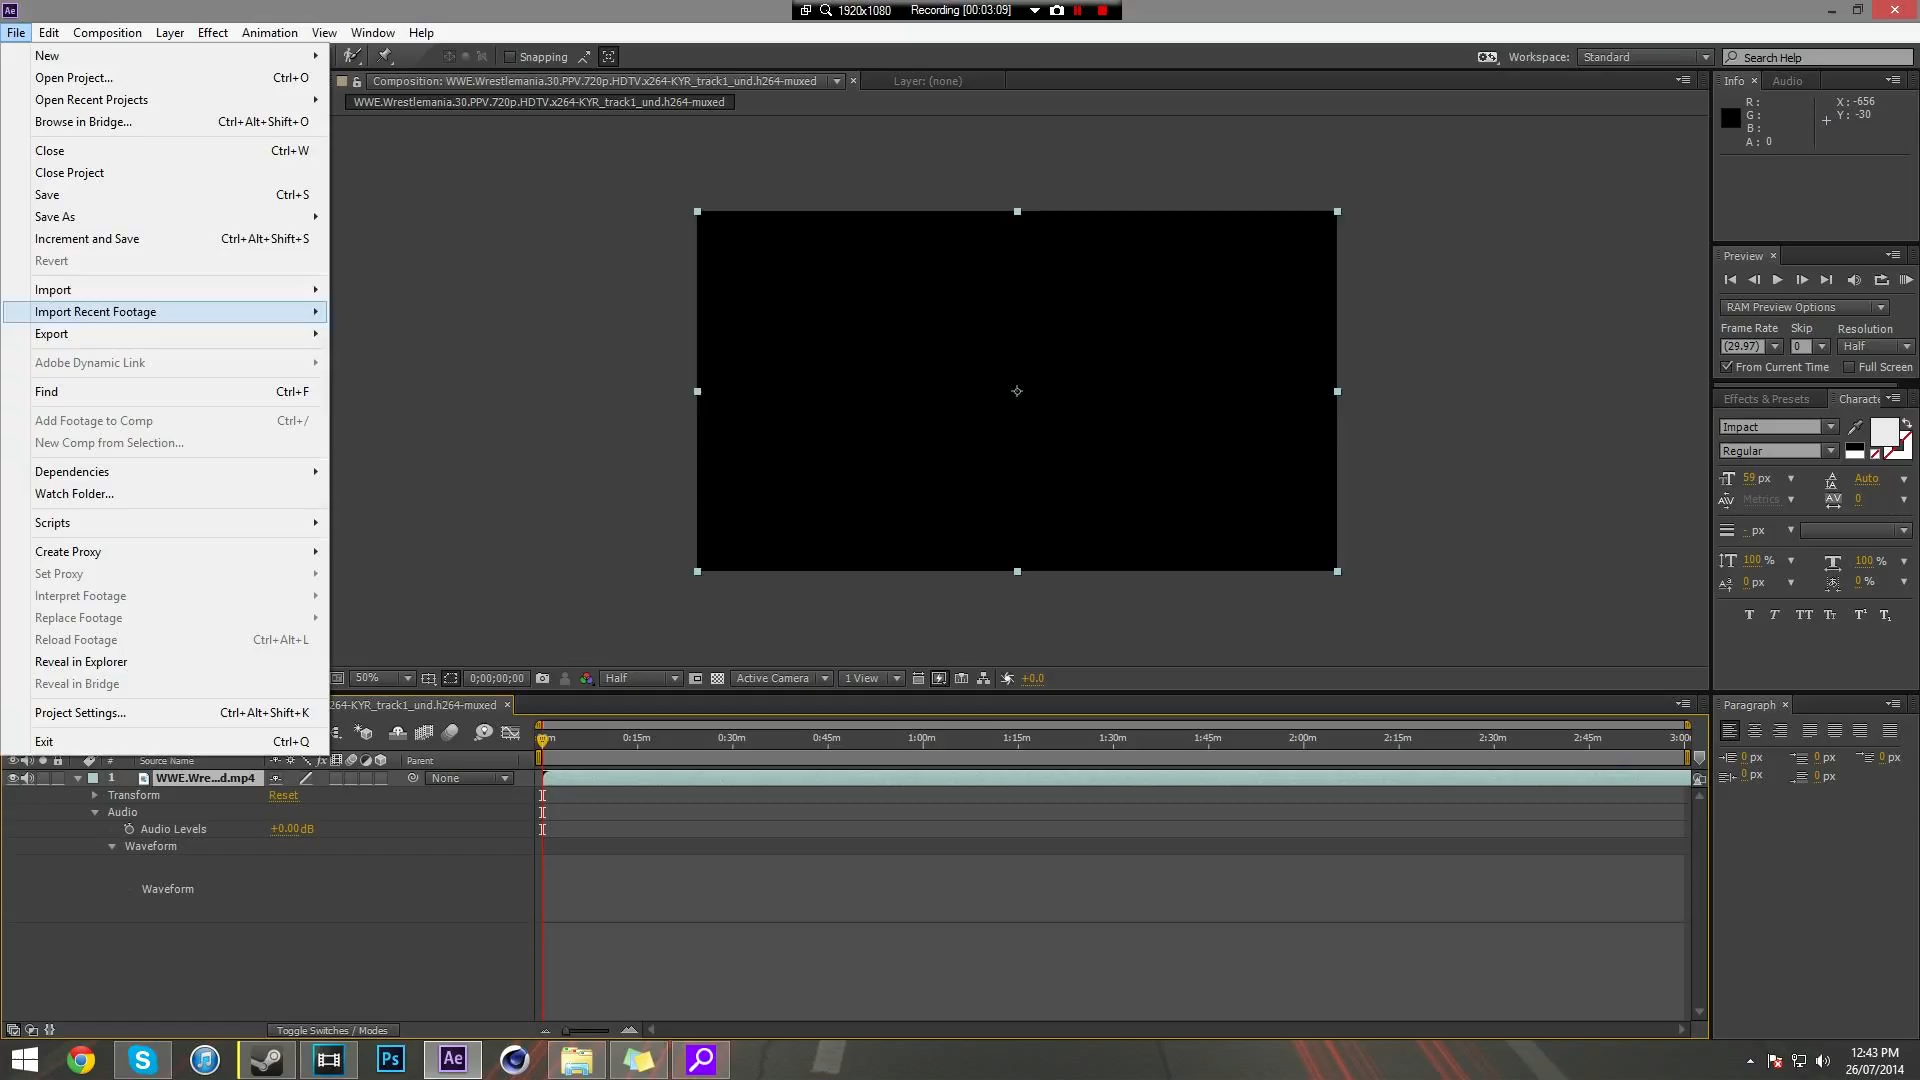 Ae
1920x1080 Recording [00:03:09]
File Edit Composition Layer Effect Animation View Window Help
New
Open Project... Ctrl+O
Open Recent Projects
Browse in Bridge... Ctrl+Alt+Shift+O
Close Ctrl+W
Close Project
Save Ctrl+S
Save As
Increment and Save Ctrl+Alt+Shift+S
Revert
Import
Import Recent Footage
Export
Adobe Dynamic Link
Find Ctrl+F
Add Footage to Comp Ctrl+/
New Comp from Selection...
Dependencies
Watch Folder...
Scripts
Create Proxy
Set Proxy
Interpret Footage
Replace Footage
Reload Footage Ctrl+Alt+L
Reveal in Explorer
Reveal in Bridge
Project Settings... Ctrl+Alt+Shift+K
Exit Ctrl+Q
Snapping
Workspace: Standard
Search Help
Composition: WWE.Wrestlemania.30.PPV.720p.HDTV.x264-KYR_track1_und.h264-muxed
Layer: (none)
WWE.Wrestlemania.30.PPV.720p.HDTV.x264-KYR_track1_und.h264-muxed
Info Audio
R: X: -656
G: Y: -30
B:
A: 0
Preview
RAM Preview Options
Frame Rate Skip Resolution
(29.97) 0 Half
From Current Time Full Screen
Effects & Presets Characte
Impact
Regular
59 px Auto
Metrics 0
- px
100 % 100 %
0 px 0 %
T T TT Tt T¹ T₁
50% 0;00;00;00 Half Active Camera 1 View +0.0
264-KYR_track1_und.h264-muxed
0:15m 0:30m 0:45m 1:00m 1:15m 1:30m 1:45m 2:00m 2:15m 2:30m 2:45m 3:00
# Source Name Parent
1 WWE.Wre...d.mp4 None
Transform Reset
Audio
Audio Levels +0.00dB
Waveform
Waveform
Toggle Switches / Modes
Paragraph
0 px 0 px 0 px
0 px 0 px
Ps
Ae
12:43 PM
26/07/2014